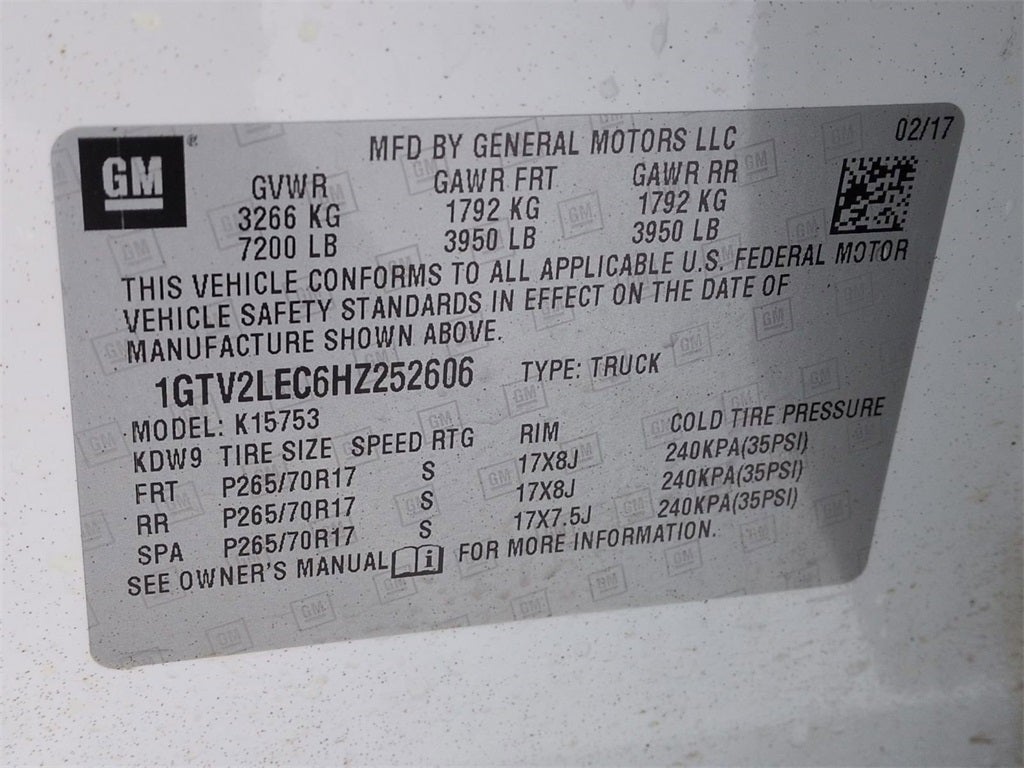 GM
MFD BY GENERAL MOTORS LLC 02/17
GVWR GAWR FRT GAWR RR
3266 KG 1792 KG 1792 KG
7200 LB 3950 LB 3950 LB
THIS VEHICLE CONFORMS TO ALL APPLICABLE U.S. FEDERAL MOTOR
VEHICLE SAFETY STANDARDS IN EFFECT ON THE DATE OF
MANUFACTURE SHOWN ABOVE.
1GTV2LEC6HZ252606 TYPE: TRUCK
MODEL: K15753
KDW9 TIRE SIZE SPEED RTG RIM COLD TIRE PRESSURE
FRT P265/70R17 S 17X8J 240KPA(35PSI)
RR P265/70R17 S 17X8J 240KPA(35PSI)
SPA P265/70R17 S 17X7.5J 240KPA(35PSI)
SEE OWNER'S MANUAL FOR MORE INFORMATION.